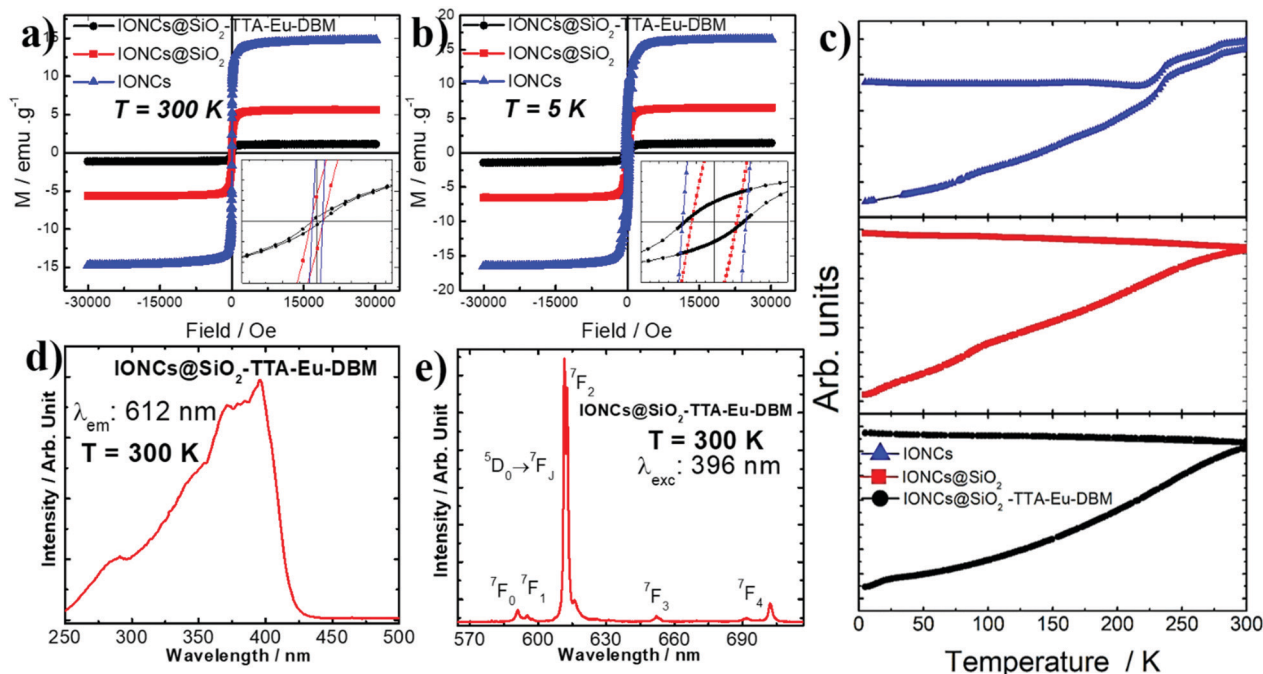 a)
IONCs@SiO₂-TTA-Eu-DBM
IONCs@SiO₂
IONCs
T = 300 K
M / emu .g⁻¹
15
10
5
0
-5
-10
-15
-30000 -15000 0 15000 30000
Field / Oe
b)
IONCs@SiO₂-TTA-Eu-DBM
IONCs@SiO₂
IONCs
T = 5 K
M / emu .g⁻¹
20
15
10
5
0
-5
-10
-15
-20
-30000 -15000 0 15000 30000
Field / Oe
c)
Arb. units
IONCs
IONCs@SiO₂
IONCs@SiO₂ -TTA-Eu-DBM
0 50 100 150 200 250 300
Temperature / K
d)
IONCs@SiO₂-TTA-Eu-DBM
λem: 612 nm
T = 300 K
Intensity / Arb. Unit
250 300 350 400 450 500
Wavelength / nm
e)
⁷F₂
IONCs@SiO₂-TTA-Eu-DBM
T = 300 K
λexc: 396 nm
⁵D₀→⁷FJ
⁷F₀ ⁷F₁ ⁷F₃ ⁷F₄
Intensity / Arb. Unit
570 600 630 660 690
Wavelength / nm